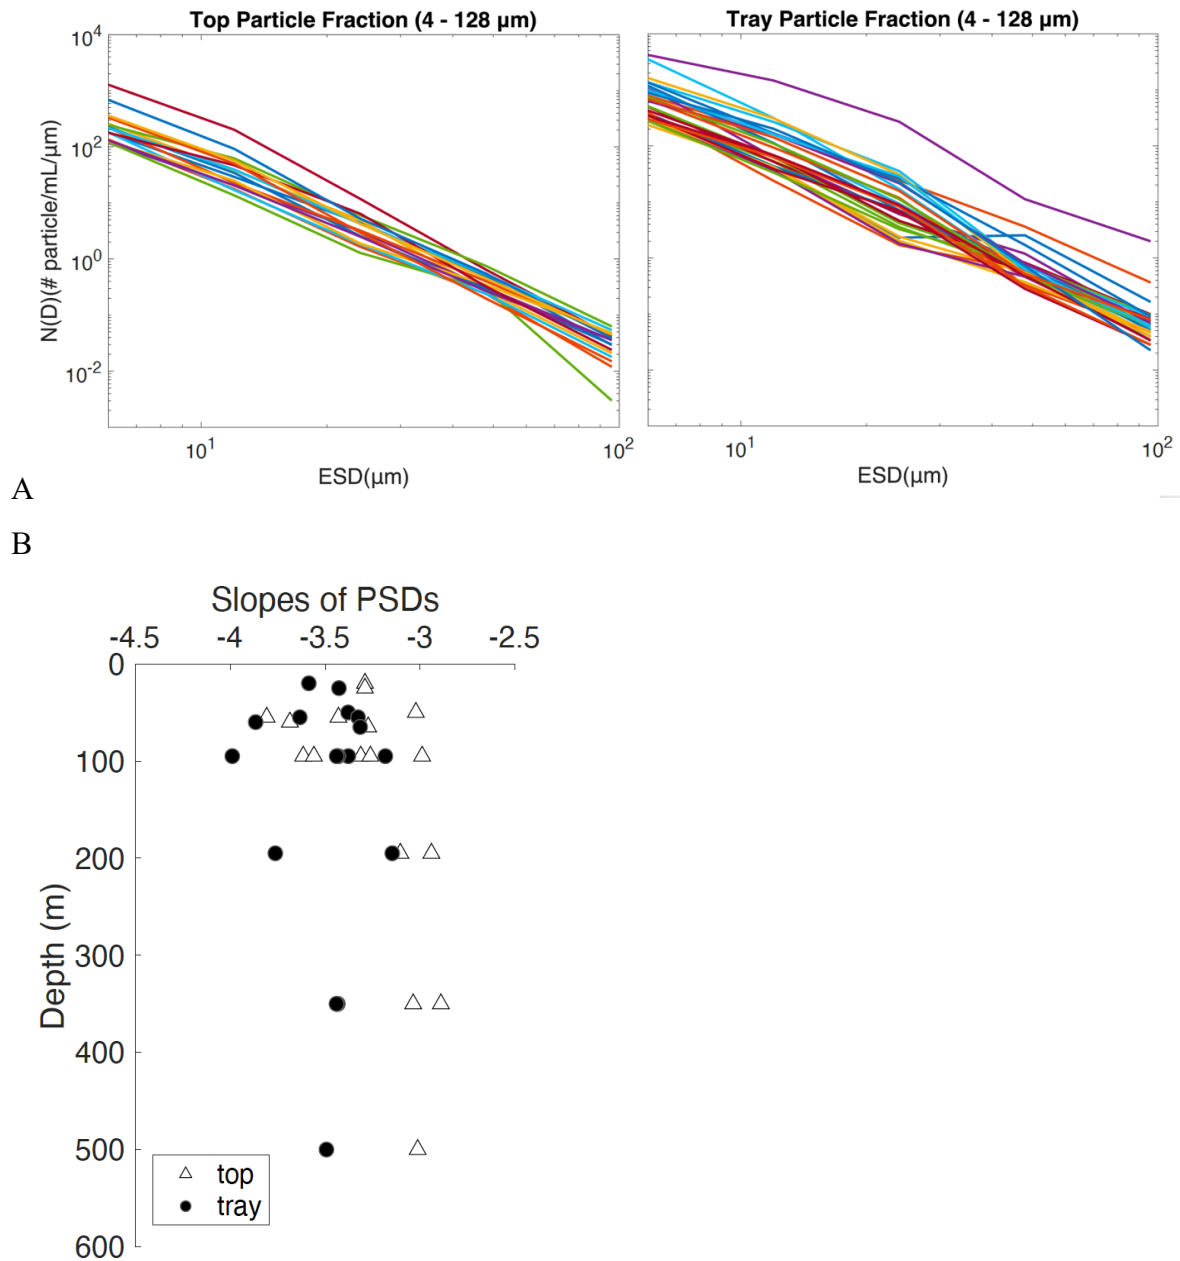 Top Particle Fraction (4 - 128 µm)
Tray Particle Fraction (4 - 128 µm)
N(D)(# particle/mL/µm)
10^4
10^2
10^0
10^-2
10^1
10^2
ESD(µm)
10^1
10^2
ESD(µm)
A
B
Slopes of PSDs
-4.5 -4 -3.5 -3 -2.5
Depth (m)
0
100
200
300
400
500
600
top
tray